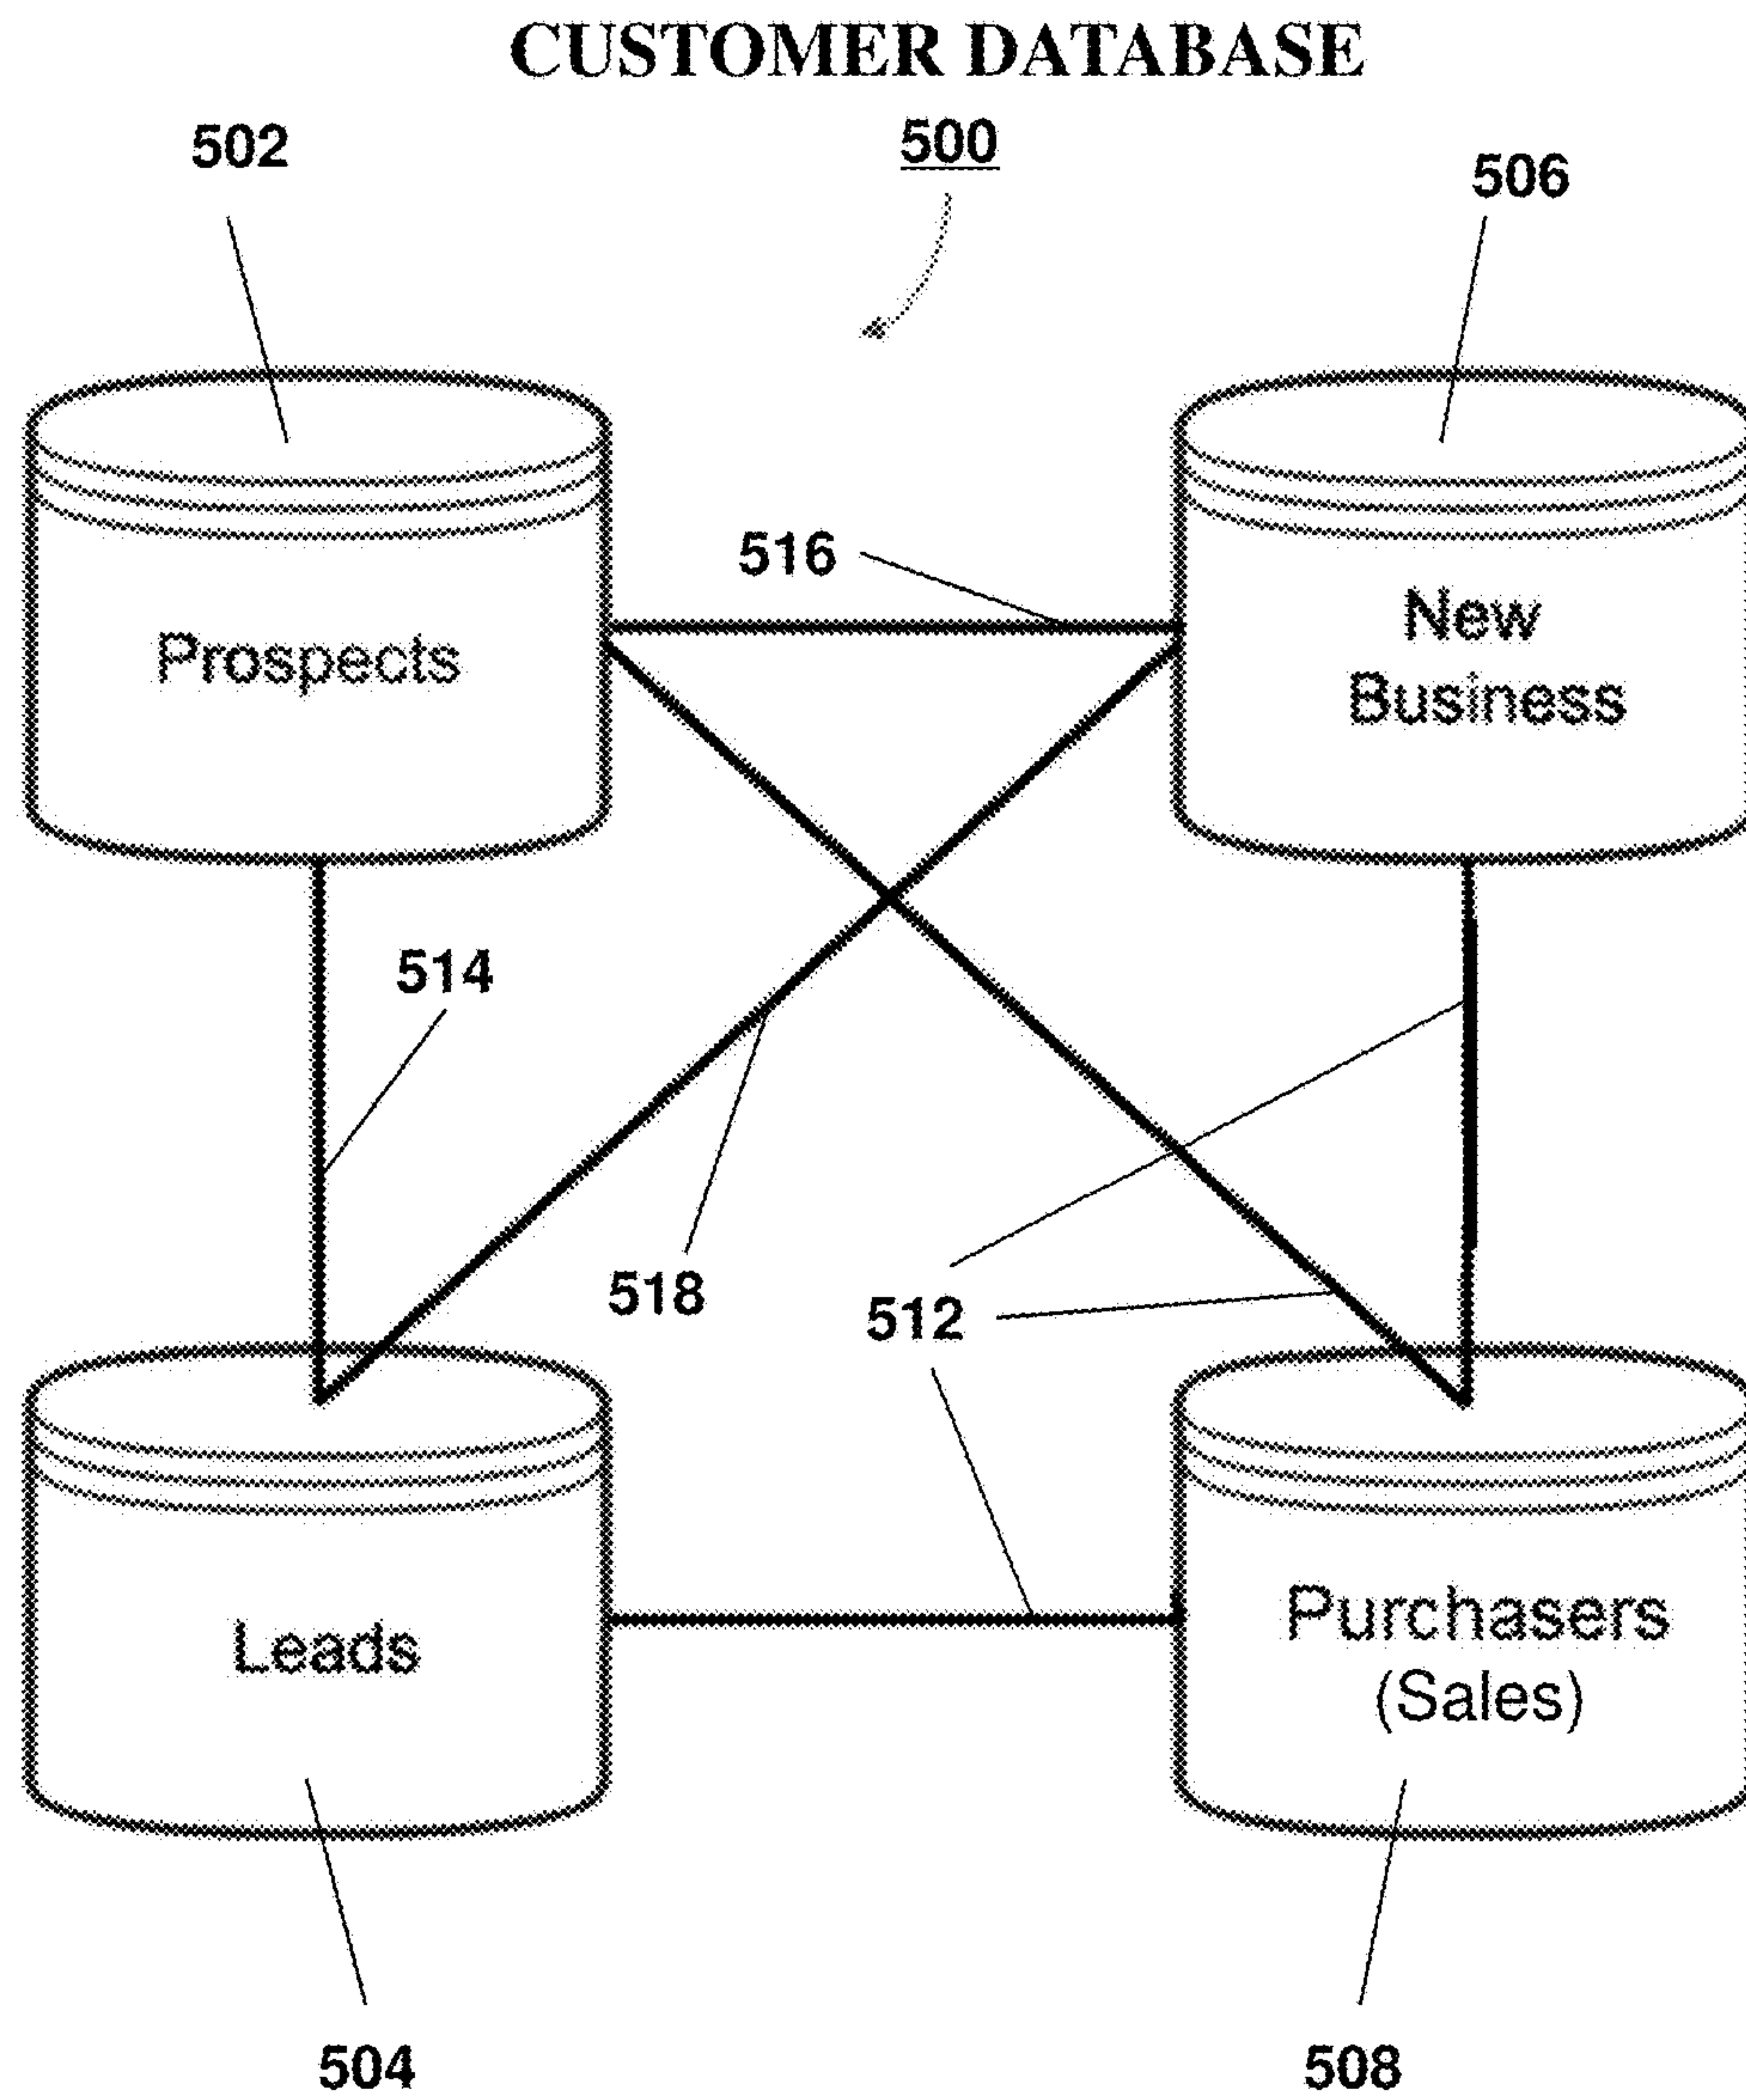 CUSTOMER DATABASE
500
502
506
516
Prospects
New
Business
514
518
512
Leads
Purchasers
(Sales)
504
508